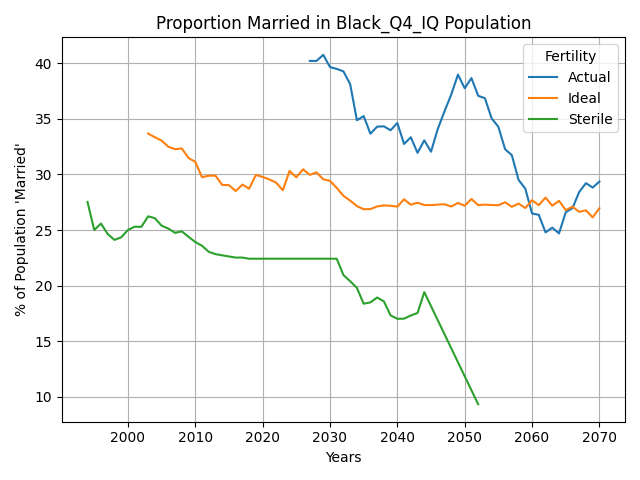 Proportion Married in Black_Q4_IQ Population
% of Population 'Married'
40
35
30
25
20
15
10
Fertility
Actual
Ideal
Sterile
2000 2010 2020 2030 2040 2050 2060 2070
Years